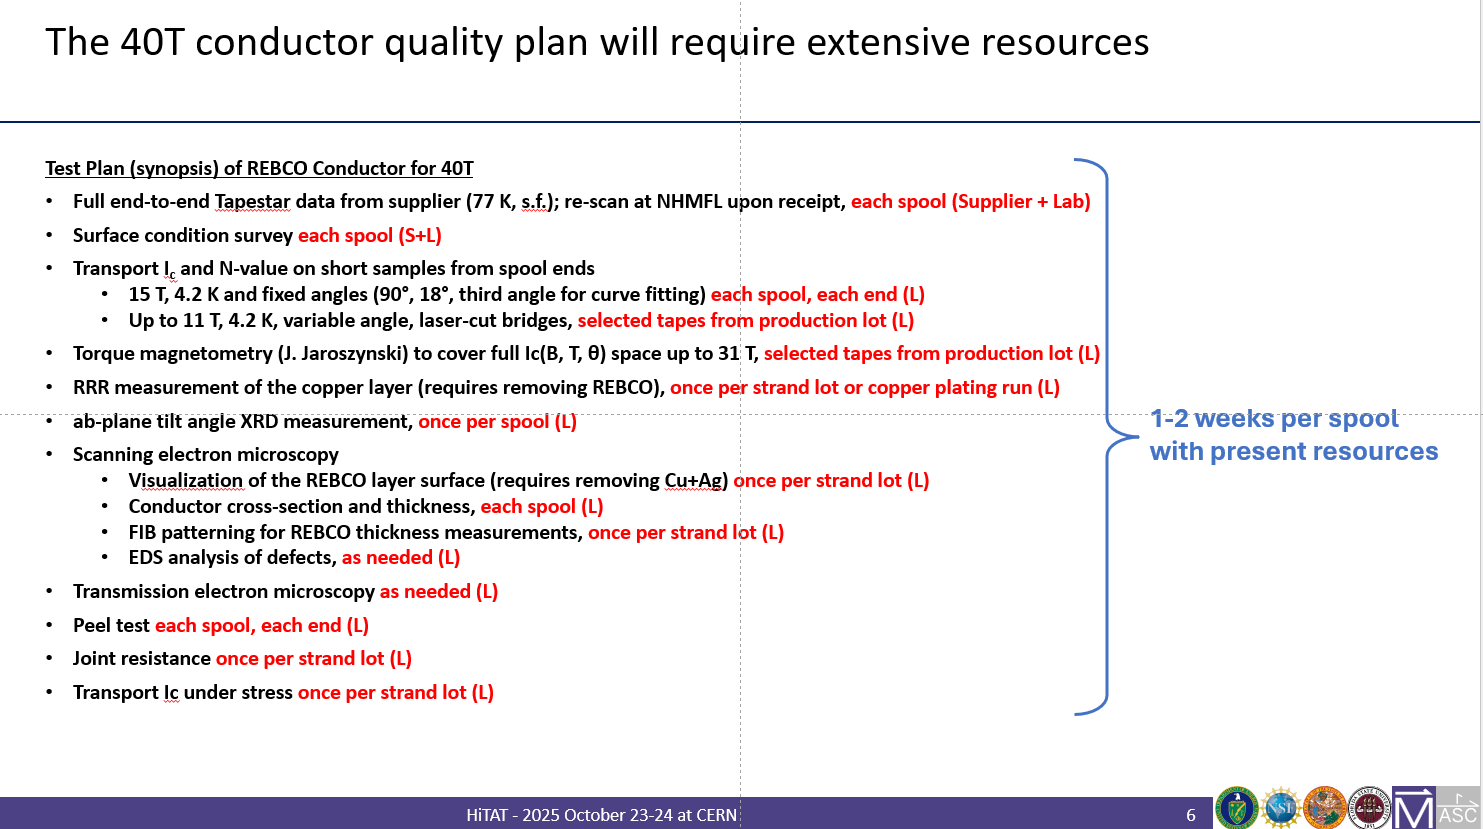 The 40T conductor quality plan will require extensive resources
Test Plan (synopsis) of REBCO Conductor for 40T
• Full end-to-end Tapestar data from supplier (77 K, s.f.); re-scan at NHMFL upon receipt, each spool (Supplier + Lab)
• Surface condition survey each spool (S+L)
• Transport Ic and N-value on short samples from spool ends
• 15 T, 4.2 K and fixed angles (90°, 18°, third angle for curve fitting) each spool, each end (L)
• Up to 11 T, 4.2 K, variable angle, laser-cut bridges, selected tapes from production lot (L)
• Torque magnetometry (J. Jaroszynski) to cover full Ic(B, T, θ) space up to 31 T, selected tapes from production lot (L)
• RRR measurement of the copper layer (requires removing REBCO), once per strand lot or copper plating run (L)
• ab-plane tilt angle XRD measurement, once per spool (L)
• Scanning electron microscopy
• Visualization of the REBCO layer surface (requires removing Cu+Ag) once per strand lot (L)
• Conductor cross-section and thickness, each spool (L)
• FIB patterning for REBCO thickness measurements, once per strand lot (L)
• EDS analysis of defects, as needed (L)
• Transmission electron microscopy as needed (L)
• Peel test each spool, each end (L)
• Joint resistance once per strand lot (L)
• Transport Ic under stress once per strand lot (L)
1-2 weeks per spool
with present resources
HiTAT - 2025 October 23-24 at CERN
6
NSF
ASC